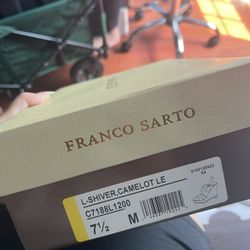 FRANCO SARTO
L-SHIVER,CAMELOT LE
C7188L1200
7½ M